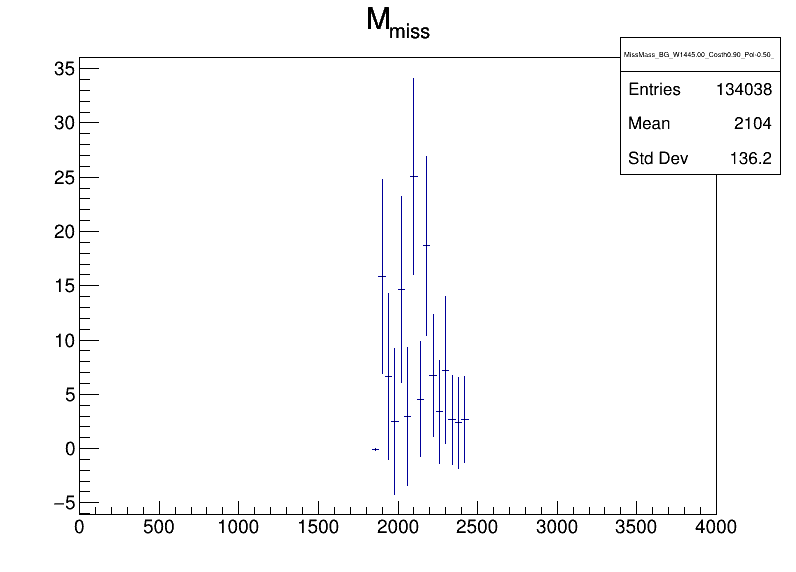 M_miss
MissMass_BG_W1445.00_Costh0.90_Pol-0.50_
Entries 134038
Mean 2104
Std Dev 136.2
35
30
25
20
15
10
5
0
−5
0 500 1000 1500 2000 2500 3000 3500 4000